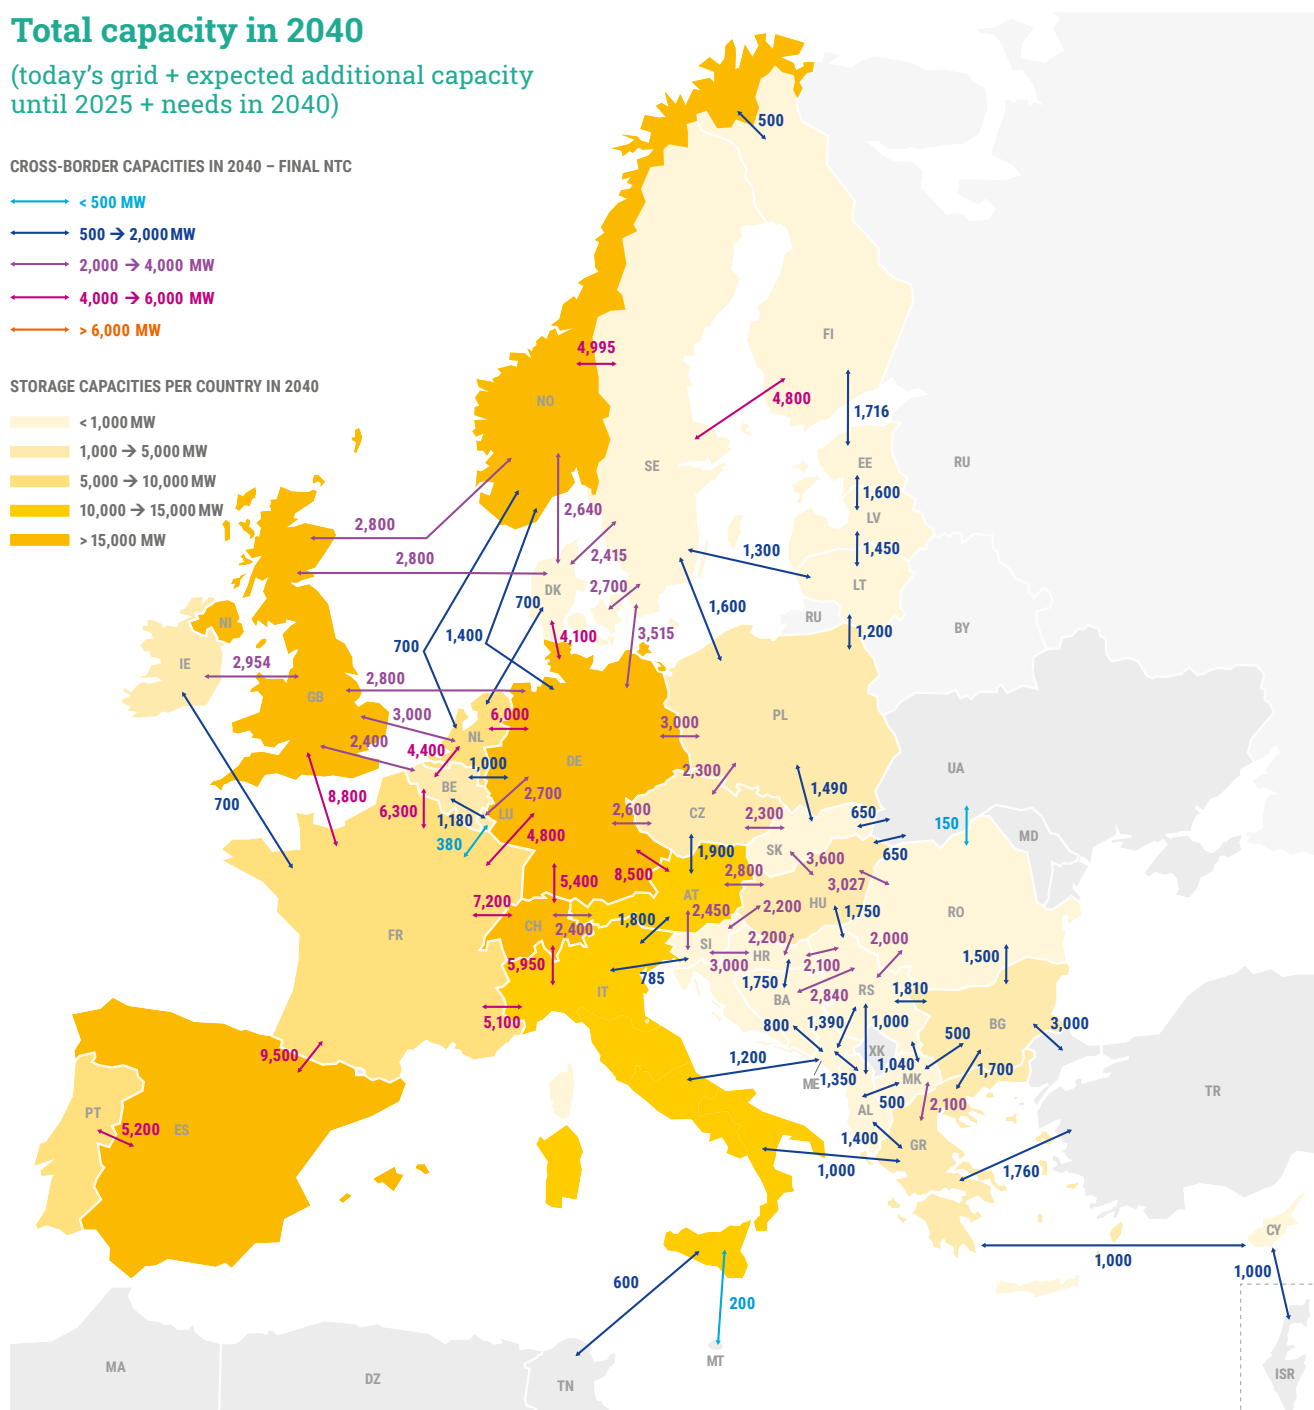 Total capacity in 2040
(today’s grid + expected additional capacity
until 2025 + needs in 2040)
CROSS-BORDER CAPACITIES IN 2040 – FINAL NTC
< 500 MW
500 → 2,000 MW
2,000 → 4,000 MW
4,000 → 6,000 MW
> 6,000 MW
STORAGE CAPACITIES PER COUNTRY IN 2040
< 1,000 MW
1,000 → 5,000 MW
5,000 → 10,000 MW
10,000 → 15,000 MW
> 15,000 MW
500
FI
4,995
NO
4,800
1,716
SE
EE
RU
1,600
2,640
LV
2,800
2,415
1,450
2,800
1,300
DK
2,700
LT
700
1,600
RU
NI
1,400
4,100
3,515
1,200
BY
700
IE
2,954
2,800
GB
3,000
6,000
PL
NL
3,000
2,400
4,400
1,000
DE
2,300
UA
BE
2,700
1,490
700
8,800
6,300
1,180
LU
2,600
CZ
2,300
650
150
MD
380
4,800
1,900
SK
650
3,600
5,400
8,500
2,800
3,027
AT
7,200
2,450
2,200
HU
1,750
RO
1,800
CH
2,400
FR
2,200
2,000
SI
HR
5,950
3,000
2,100
1,500
785
1,750
IT
BA
2,840
RS
1,810
5,100
800
1,390
1,000
BG
3,000
500
9,500
1,200
XK
1,040
1,700
ME
1,350
MK
TR
PT
500
2,100
AL
5,200
ES
1,400
GR
1,000
1,760
CY
1,000
1,000
600
200
MT
MA
DZ
TN
ISR